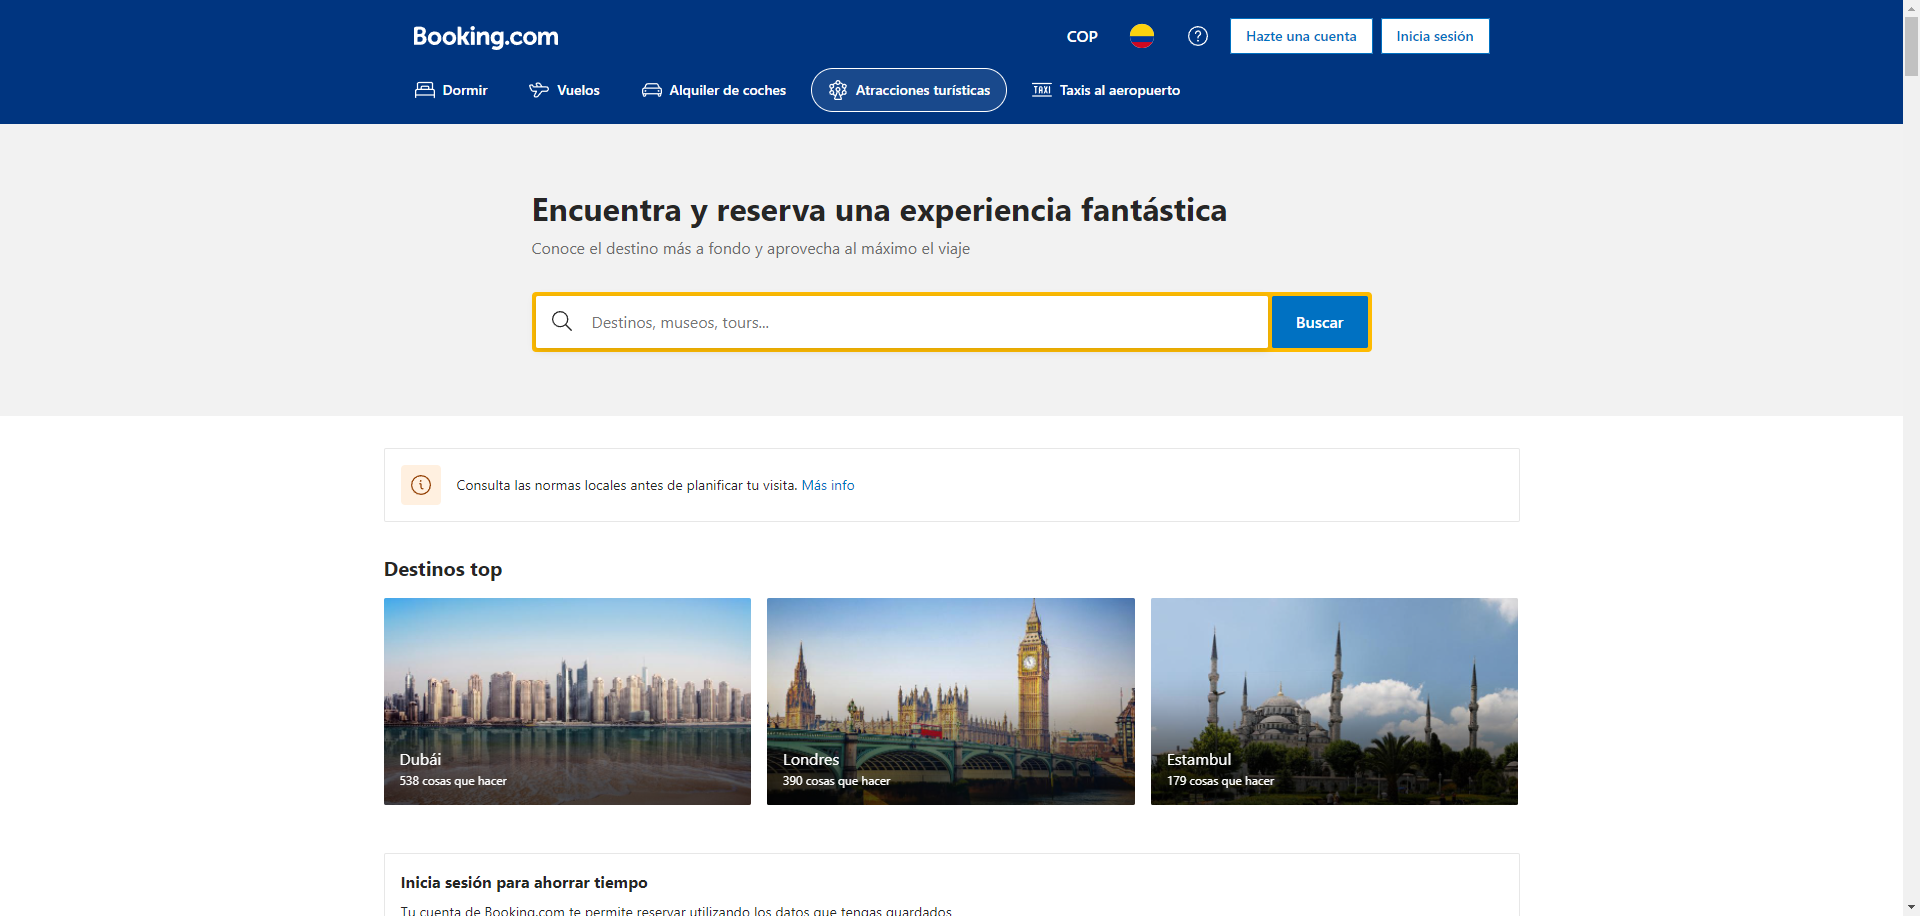 Booking.com
COP
Hazte una cuenta
Inicia sesión
Dormir
Vuelos
Alquiler de coches
Atracciones turísticas
TAXI
Taxis al aeropuerto
Encuentra y reserva una experiencia fantástica
Conoce el destino más a fondo y aprovecha al máximo el viaje
Destinos, museos, tours...
Buscar
Consulta las normas locales antes de planificar tu visita. Más info
Destinos top
Dubái
538 cosas que hacer
Londres
390 cosas que hacer
Estambul
179 cosas que hacer
Inicia sesión para ahorrar tiempo
Tu cuenta de Booking.com te permite reservar utilizando los datos que tengas guardados